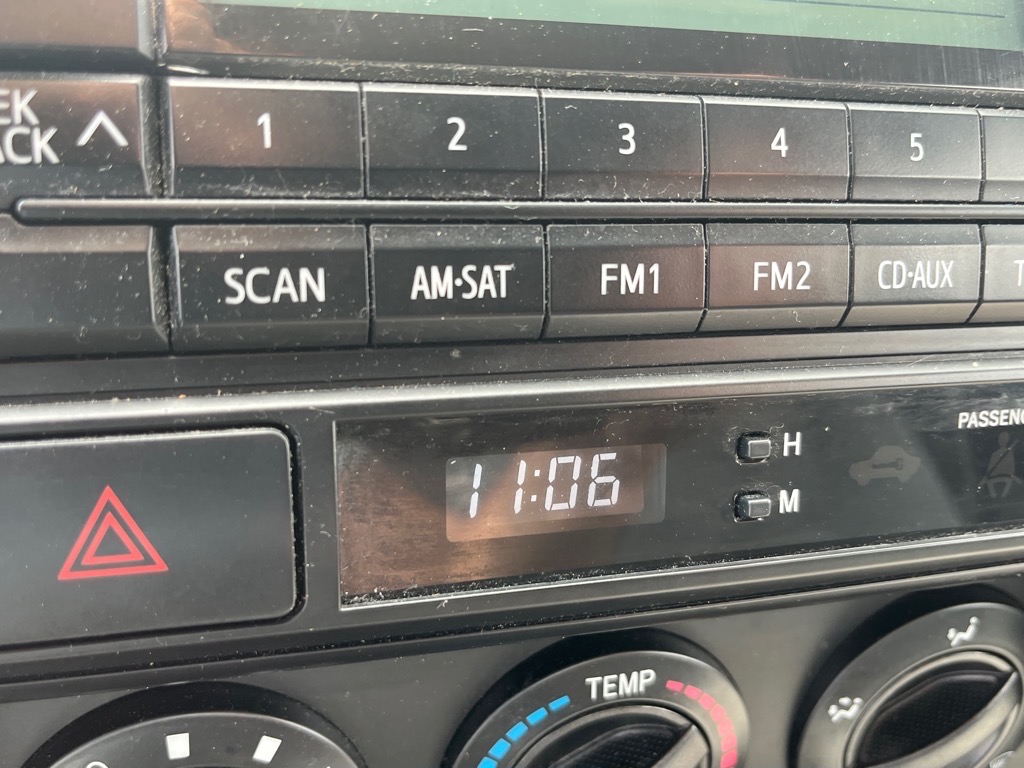 1 2 3 4 5
SCAN AM·SAT FM1 FM2 CD·AUX
11:06
H
M
TEMP